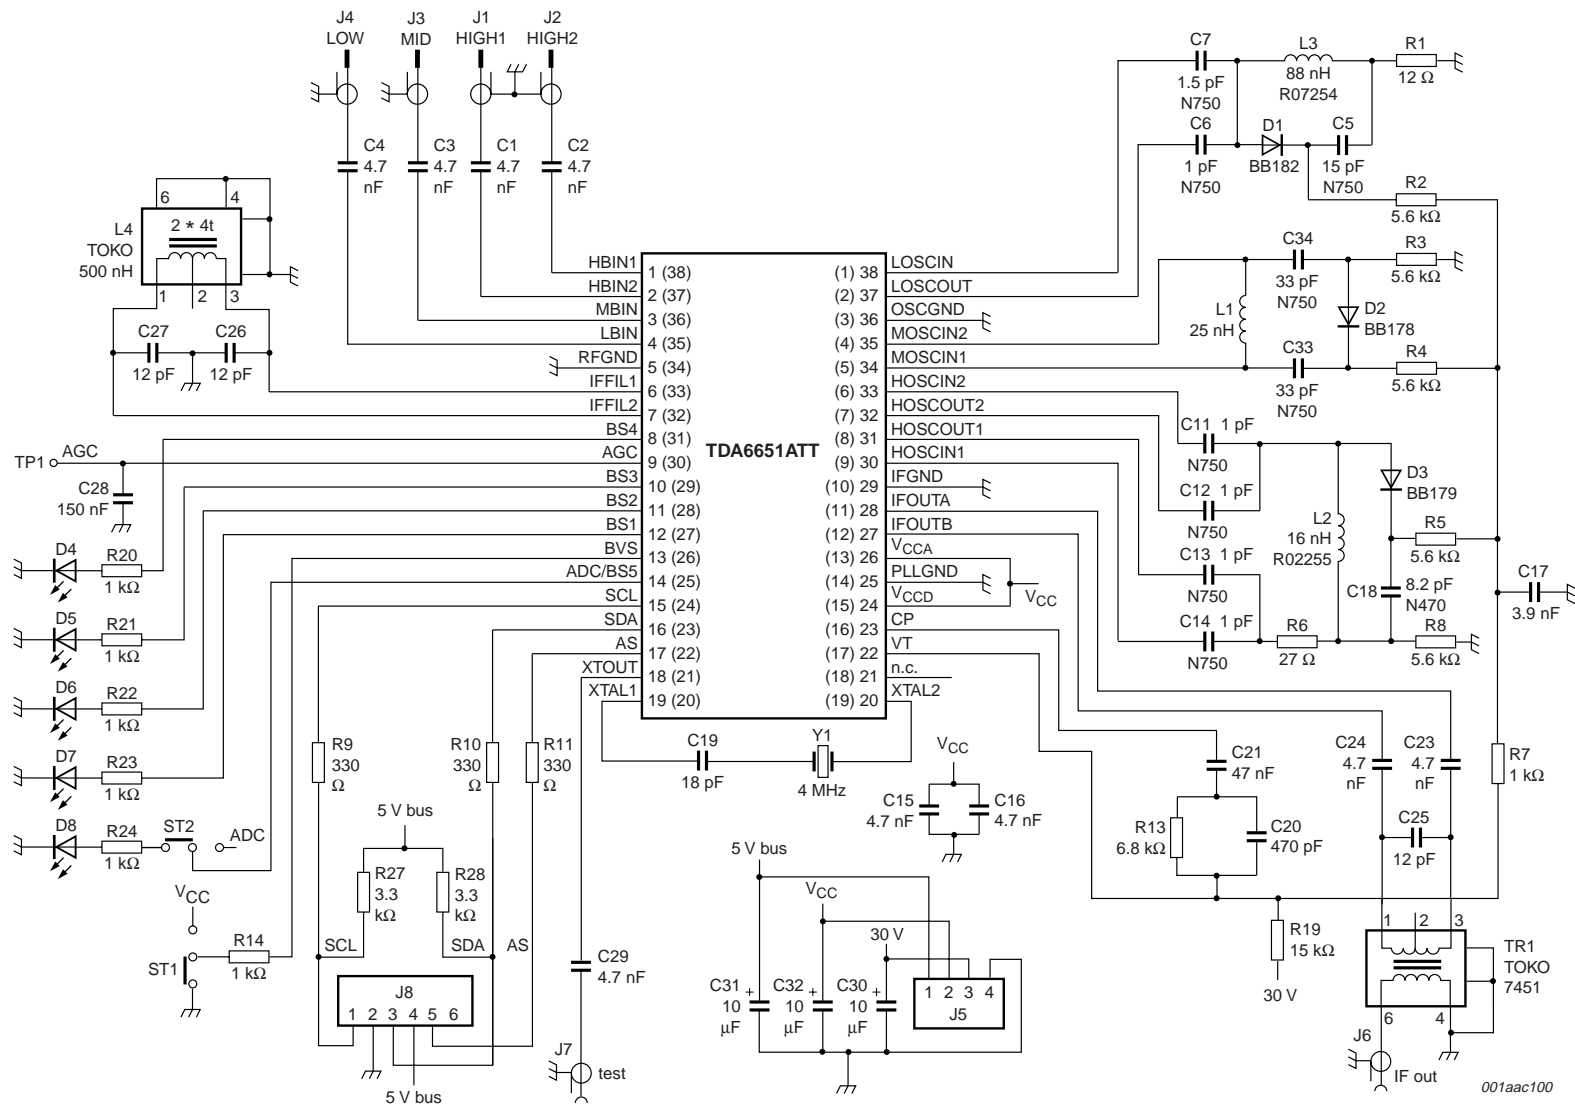 J4
LOW
J3
MID
J1
HIGH1
J2
HIGH2
C4
4.7
nF
C3
4.7
nF
C1
4.7
nF
C2
4.7
nF
C7
1.5 pF
N750
L3
88 nH
R07254
R1
12 Ω
C6
1 pF
N750
D1
BB182
C5
15 pF
N750
R2
5.6 kΩ
6
4
L4
TOKO
500 nH
2 * 4t
1
2
3
C27
12 pF
C26
12 pF
C34
33 pF
N750
R3
5.6 kΩ
L1
25 nH
D2
BB178
C33
33 pF
N750
R4
5.6 kΩ
TDA6651ATT
HBIN1
1 (38)
HBIN2
2 (37)
MBIN
3 (36)
LBIN
4 (35)
RFGND
5 (34)
IFFIL1
6 (33)
IFFIL2
7 (32)
BS4
8 (31)
AGC
9 (30)
BS3
10 (29)
BS2
11 (28)
BS1
12 (27)
BVS
13 (26)
ADC/BS5
14 (25)
SCL
15 (24)
SDA
16 (23)
AS
17 (22)
XTOUT
18 (21)
XTAL1
19 (20)
(1) 38
LOSCIN
(2) 37
LOSCOUT
(3) 36
OSCGND
(4) 35
MOSCIN2
(5) 34
MOSCIN1
(6) 33
HOSCIN2
(7) 32
HOSCOUT2
(8) 31
HOSCOUT1
(9) 30
HOSCIN1
(10) 29
IFGND
(11) 28
IFOUTA
(12) 27
IFOUTB
(13) 26
VCCA
(14) 25
PLLGND
(15) 24
VCCD
(16) 23
CP
(17) 22
VT
(18) 21
n.c.
(19) 20
XTAL2
VCC
TP1
AGC
C28
150 nF
D4
R20
1 kΩ
D5
R21
1 kΩ
D6
R22
1 kΩ
D7
R23
1 kΩ
D8
R24
1 kΩ
ST2
ADC
VCC
ST1
R14
1 kΩ
C11 1 pF
N750
C12 1 pF
N750
C13 1 pF
N750
C14 1 pF
N750
L2
16 nH
R02255
D3
BB179
R5
5.6 kΩ
C18
8.2 pF
N470
R6
27 Ω
R8
5.6 kΩ
C17
3.9 nF
R9
330
Ω
R10
330
Ω
R11
330
Ω
5 V bus
R27
3.3
kΩ
R28
3.3
kΩ
SCL
SDA
AS
J8
1 2 3 4 5 6
5 V bus
C19
18 pF
Y1
4 MHz
VCC
C15
4.7 nF
C16
4.7 nF
C29
4.7 nF
J7
test
5 V bus
VCC
30 V
C31
10
μF
+
C32
10
μF
+
C30
10
μF
+
1 2 3 4
J5
C21
47 nF
R13
6.8 kΩ
C20
470 pF
R19
15 kΩ
30 V
C24
4.7
nF
C23
4.7
nF
R7
1 kΩ
C25
12 pF
1
2
3
TR1
TOKO
7451
6
4
J6
IF out
001aac100